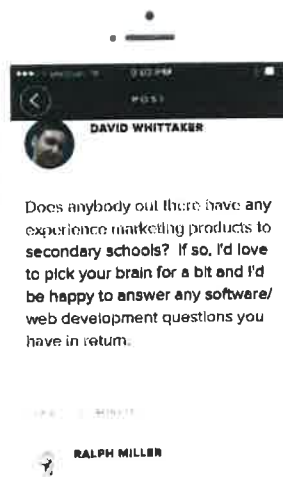 POST
DAVID WHITTAKER
Does anybody out there have any
experience marketing products to
secondary schools? If so, I'd love
to pick your brain for a bit and I'd
be happy to answer any software/
web development questions you
have in return.
RALPH MILLER